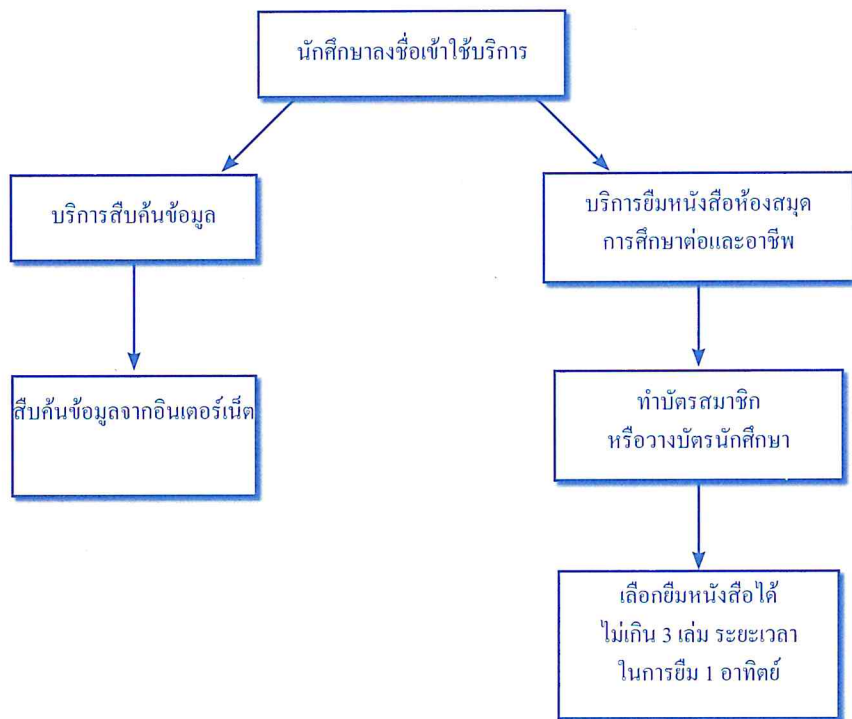 นักศึกษาลงชื่อเข้าใช้บริการ
บริการสืบค้นข้อมูล
บริการยืมหนังสือห้องสมุด
การศึกษาต่อและอาชีพ
สืบค้นข้อมูลจากอินเตอร์เน็ต
ทำบัตรสมาชิก
หรือวางบัตรนักศึกษา
เลือกยืมหนังสือได้
ไม่เกิน 3 เล่ม ระยะเวลา
ในการยืม 1 อาทิตย์